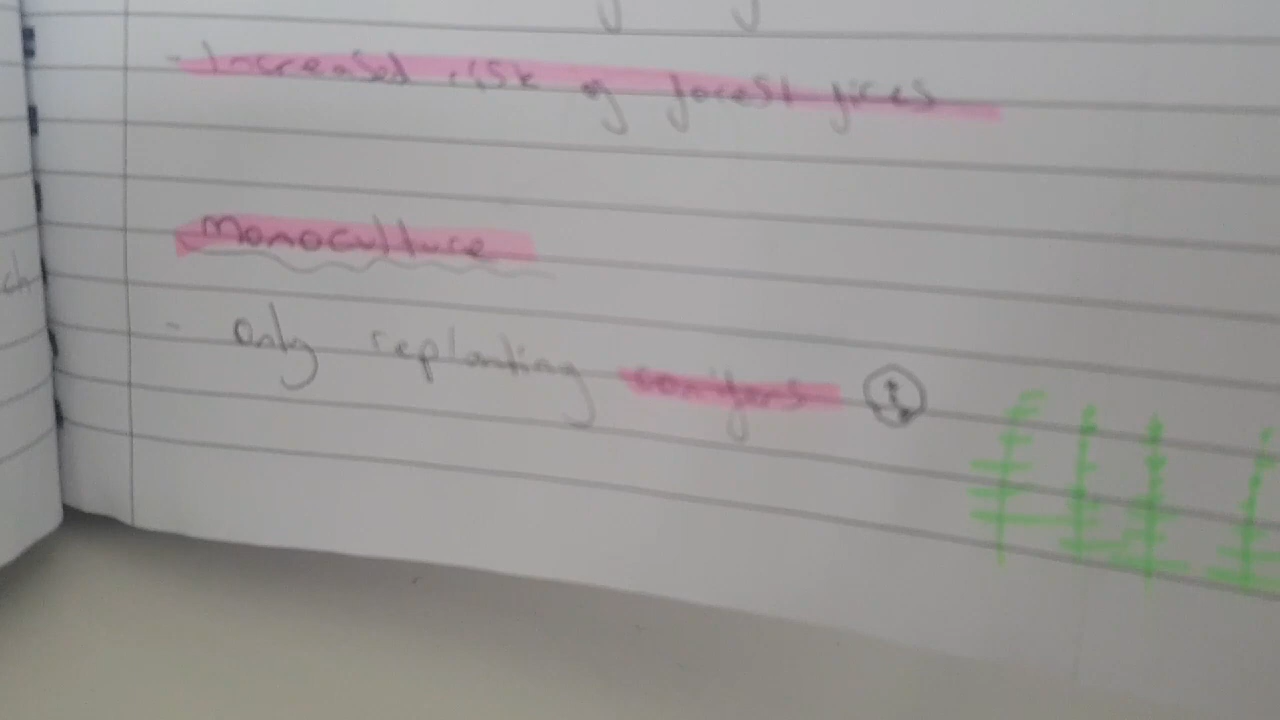 - Increased risk of forest fires
Monoculture
- only replanting conifers